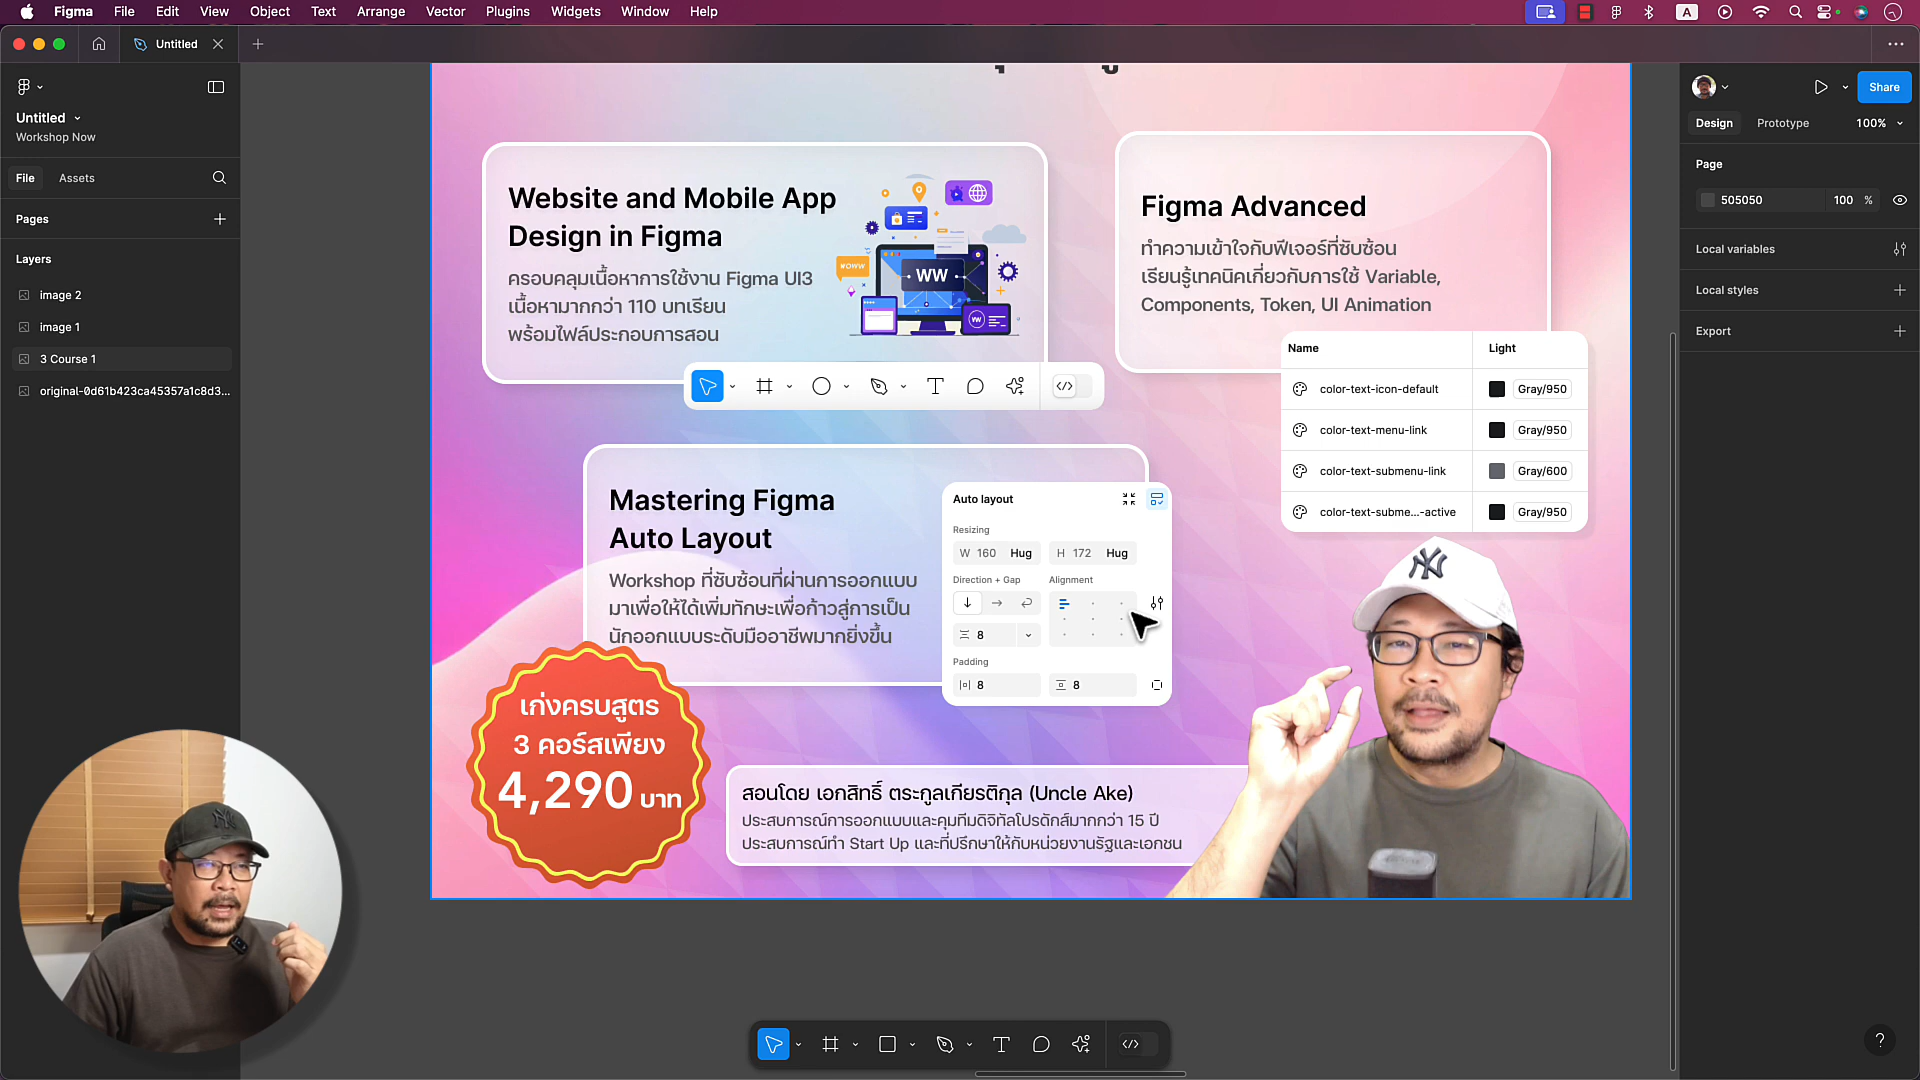 Figma File Edit View Object Text Arrange Vector Plugins Widgets Window Help
A
Untitled
Untitled
Workshop Now
File Assets
Pages
Layers
image 2
image 1
3 Course 1
original-0d61b423ca45357a1c8d3...
Website and Mobile App
Design in Figma
ครอบคลุมเนื้อหาการใช้งาน Figma UI3
เนื้อหามากกว่า 110 บทเรียน
พร้อมไฟล์ประกอบการสอน
WW
Figma Advanced
ทำความเข้าใจกับฟีเจอร์ที่ซับซ้อน
เรียนรู้เทคนิคเกี่ยวกับการใช้ Variable,
Components, Token, UI Animation
Name Light
color-text-icon-default Gray/950
color-text-menu-link Gray/950
color-text-submenu-link Gray/600
color-text-subme...-active Gray/950
Mastering Figma
Auto Layout
Workshop ที่ซับซ้อนที่ผ่านการออกแบบ
มาเพื่อให้ได้เพิ่มทักษะเพื่อก้าวสู่การเป็น
นักออกแบบระดับมืออาชีพมากยิ่งขึ้น
Auto layout
Resizing
W 160 Hug H 172 Hug
Direction + Gap Alignment
8
Padding
8 8
เก่งครบสูตร
3 คอร์สเพียง
4,290 บาท
สอนโดย เอกสิทธิ์ ตระกูลเกียรติกุล (Uncle Ake)
ประสบการณ์การออกแบบและคุมทีมดิจิทัลโปรดักส์มากกว่า 15 ปี
ประสบการณ์ทำ Start Up และที่ปรึกษาให้กับหน่วยงานรัฐและเอกชน
NY
Share
Design Prototype 100%
Page
505050 100 %
Local variables
Local styles
Export
?